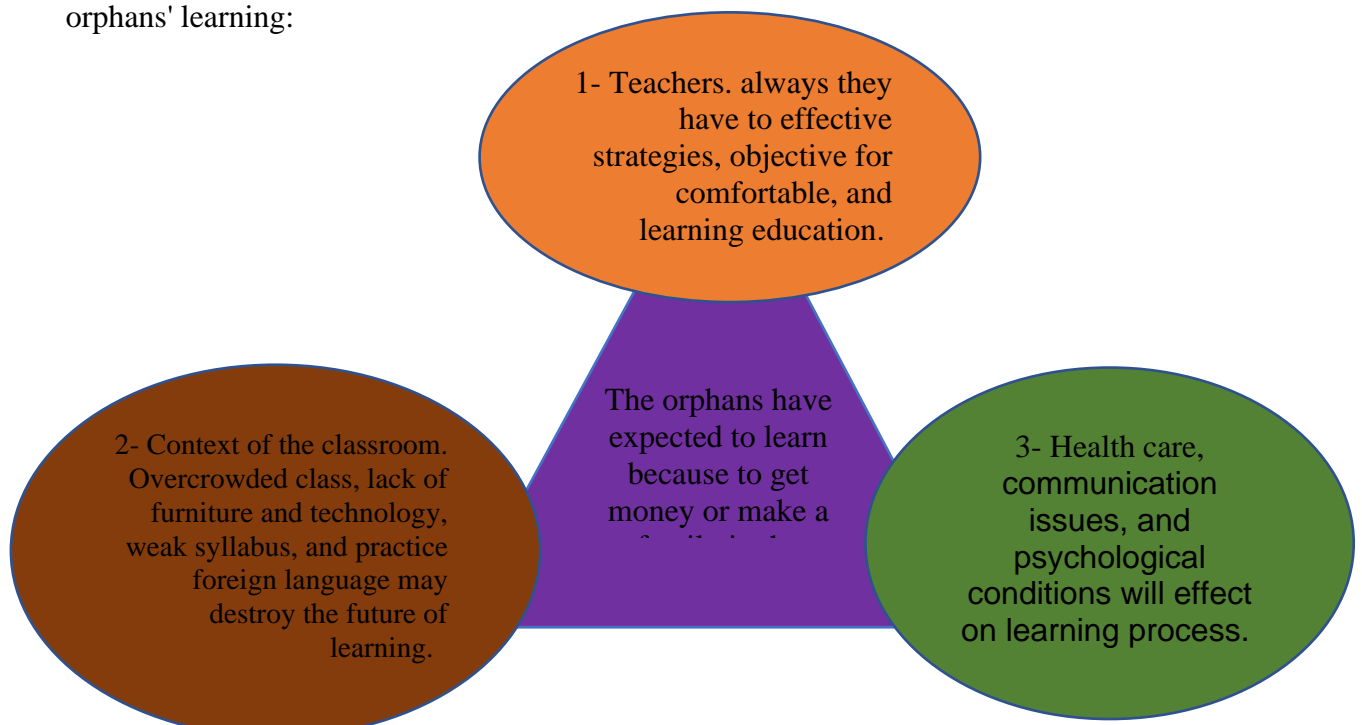 orphans' learning:
1- Teachers. always they
have to effective
strategies, objective for
comfortable, and
learning education.
The orphans have
expected to learn
because to get
money or make a
2- Context of the classroom.
Overcrowded class, lack of
furniture and technology,
weak syllabus, and practice
foreign language may
destroy the future of
learning.
3- Health care,
communication
issues, and
psychological
conditions will effect
on learning process.